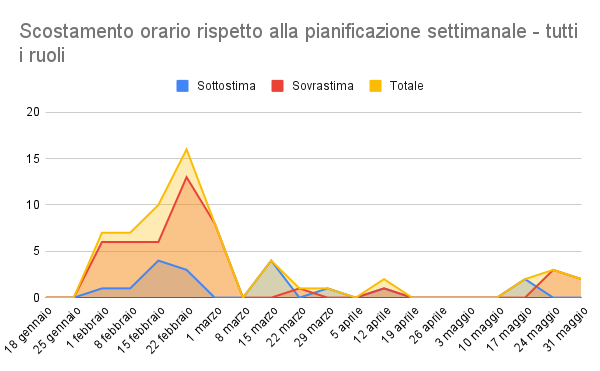 Scostamento orario rispetto alla pianificazione settimanale - tutti
i ruoli
Sottostima Sovrastima Totale
20
15
10
5
0
18 gennaio
25 gennaio
1 febbraio
8 febbraio
15 febbraio
22 febbraio
1 marzo
8 marzo
15 marzo
22 marzo
29 marzo
5 aprile
12 aprile
19 aprile
26 aprile
3 maggio
10 maggio
17 maggio
24 maggio
31 maggio